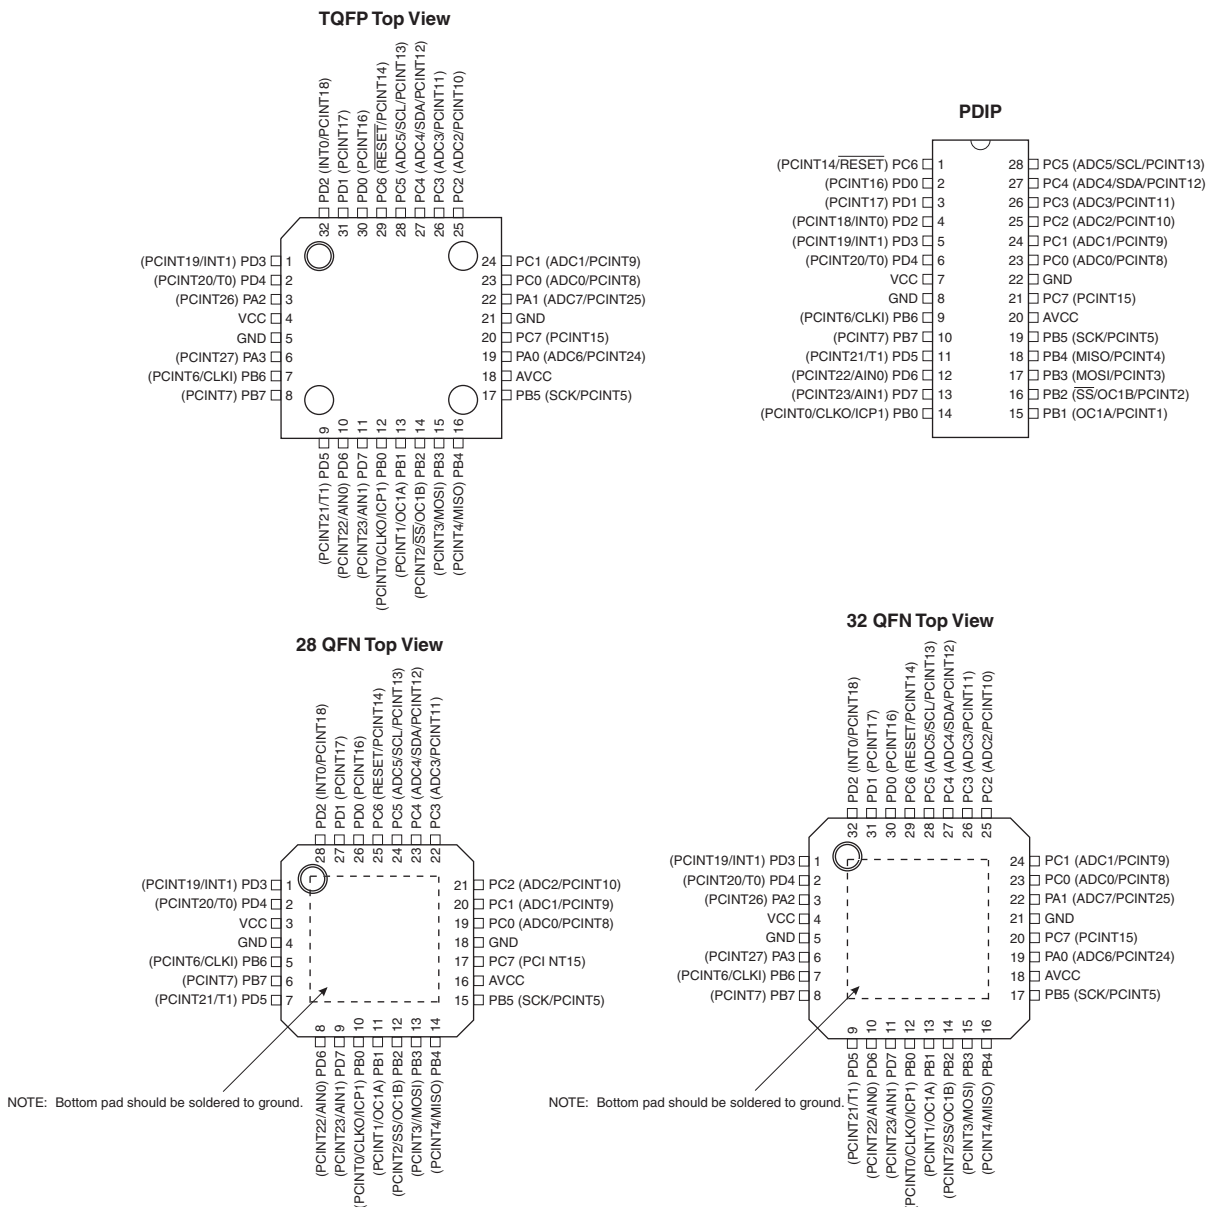 TQFP Top View
32 PD2 (INT0/PCINT18)
31 PD1 (PCINT17)
30 PD0 (PCINT16)
29 PC6 (RESET/PCINT14)
28 PC5 (ADC5/SCL/PCINT13)
27 PC4 (ADC4/SDA/PCINT12)
26 PC3 (ADC3/PCINT11)
25 PC2 (ADC2/PCINT10)
(PCINT19/INT1) PD3 1
(PCINT20/T0) PD4 2
(PCINT26) PA2 3
VCC 4
GND 5
(PCINT27) PA3 6
(PCINT6/CLKI) PB6 7
(PCINT7) PB7 8
24 PC1 (ADC1/PCINT9)
23 PC0 (ADC0/PCINT8)
22 PA1 (ADC7/PCINT25)
21 GND
20 PC7 (PCINT15)
19 PA0 (ADC6/PCINT24)
18 AVCC
17 PB5 (SCK/PCINT5)
(PCINT21/T1) PD5 9
(PCINT22/AIN0) PD6 10
(PCINT23/AIN1) PD7 11
(PCINT0/CLKO/ICP1) PB0 12
(PCINT1/OC1A) PB1 13
(PCINT2/SS/OC1B) PB2 14
(PCINT3/MOSI) PB3 15
(PCINT4/MISO) PB4 16
PDIP
(PCINT14/RESET) PC6 1
(PCINT16) PD0 2
(PCINT17) PD1 3
(PCINT18/INT0) PD2 4
(PCINT19/INT1) PD3 5
(PCINT20/T0) PD4 6
VCC 7
GND 8
(PCINT6/CLKI) PB6 9
(PCINT7) PB7 10
(PCINT21/T1) PD5 11
(PCINT22/AIN0) PD6 12
(PCINT23/AIN1) PD7 13
(PCINT0/CLKO/ICP1) PB0 14
28 PC5 (ADC5/SCL/PCINT13)
27 PC4 (ADC4/SDA/PCINT12)
26 PC3 (ADC3/PCINT11)
25 PC2 (ADC2/PCINT10)
24 PC1 (ADC1/PCINT9)
23 PC0 (ADC0/PCINT8)
22 GND
21 PC7 (PCINT15)
20 AVCC
19 PB5 (SCK/PCINT5)
18 PB4 (MISO/PCINT4)
17 PB3 (MOSI/PCINT3)
16 PB2 (SS/OC1B/PCINT2)
15 PB1 (OC1A/PCINT1)
28 QFN Top View
28 PD2 (INT0/PCINT18)
27 PD1 (PCINT17)
26 PD0 (PCINT16)
25 PC6 (RESET/PCINT14)
24 PC5 (ADC5/SCL/PCINT13)
23 PC4 (ADC4/SDA/PCINT12)
22 PC3 (ADC3/PCINT11)
(PCINT19/INT1) PD3 1
(PCINT20/T0) PD4 2
VCC 3
GND 4
(PCINT6/CLKI) PB6 5
(PCINT7) PB7 6
(PCINT21/T1) PD5 7
21 PC2 (ADC2/PCINT10)
20 PC1 (ADC1/PCINT9)
19 PC0 (ADC0/PCINT8)
18 GND
17 PC7 (PCI NT15)
16 AVCC
15 PB5 (SCK/PCINT5)
(PCINT22/AIN0) PD6 8
(PCINT23/AIN1) PD7 9
(PCINT0/CLKO/ICP1) PB0 10
(PCINT1/OC1A) PB1 11
(PCINT2/SS/OC1B) PB2 12
(PCINT3//MOSI) PB3 13
(PCINT4/MISO) PB4 14
NOTE: Bottom pad should be soldered to ground.
32 QFN Top View
32 PD2 (INT0/PCINT18)
31 PD1 (PCINT17)
30 PD0 (PCINT16)
29 PC6 (RESET/PCINT14)
28 PC5 (ADC5/SCL/PCINT13)
27 PC4 (ADC4/SDA/PCINT12)
26 PC3 (ADC3/PCINT11)
25 PC2 (ADC2/PCINT10)
(PCINT19/INT1) PD3 1
(PCINT20/T0) PD4 2
(PCINT26) PA2 3
VCC 4
GND 5
(PCINT27) PA3 6
(PCINT6/CLKI) PB6 7
(PCINT7) PB7 8
24 PC1 (ADC1/PCINT9)
23 PC0 (ADC0/PCINT8)
22 PA1 (ADC7/PCINT25)
21 GND
20 PC7 (PCINT15)
19 PA0 (ADC6/PCINT24)
18 AVCC
17 PB5 (SCK/PCINT5)
(PCINT21/T1) PD5 9
(PCINT22/AIN0) PD6 10
(PCINT23/AIN1) PD7 11
(PCINT0/CLKO/ICP1) PB0 12
(PCINT1/OC1A) PB1 13
(PCINT2/SS/OC1B) PB2 14
(PCINT3/MOSI) PB3 15
(PCINT4/MISO) PB4 16
NOTE: Bottom pad should be soldered to ground.